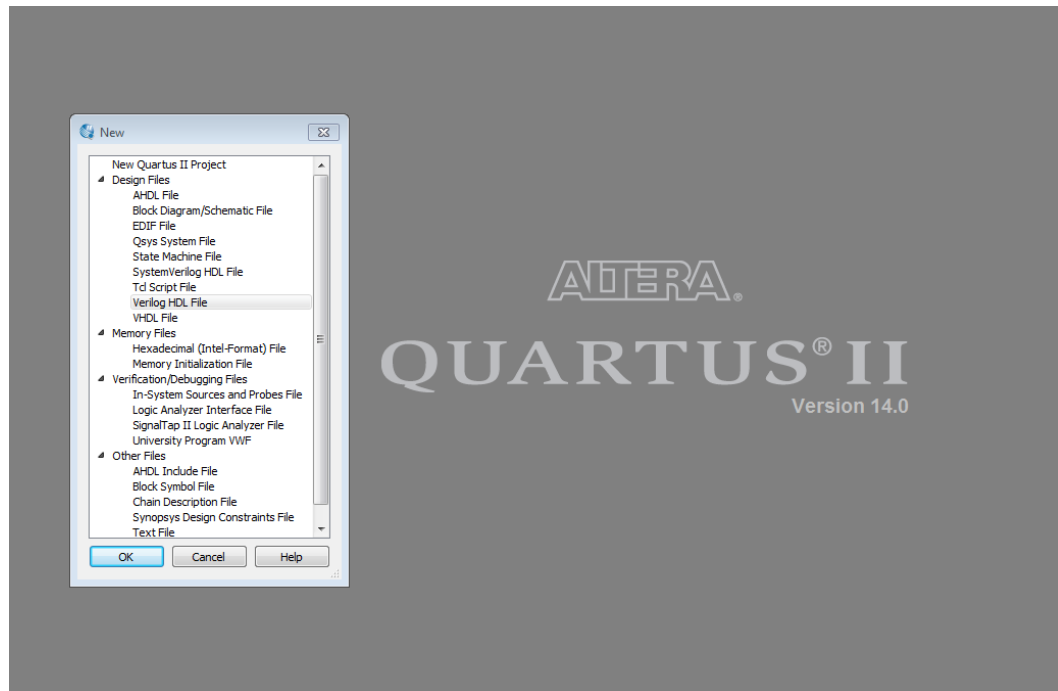 New
New Quartus II Project
Design Files
AHDL File
Block Diagram/Schematic File
EDIF File
Qsys System File
State Machine File
SystemVerilog HDL File
Tcl Script File
Verilog HDL File
VHDL File
Memory Files
Hexadecimal (Intel-Format) File
Memory Initialization File
Verification/Debugging Files
In-System Sources and Probes File
Logic Analyzer Interface File
SignalTap II Logic Analyzer File
University Program VWF
Other Files
AHDL Include File
Block Symbol File
Chain Description File
Synopsys Design Constraints File
Text File
OK Cancel Help
ALTERA®
QUARTUS® II
Version 14.0